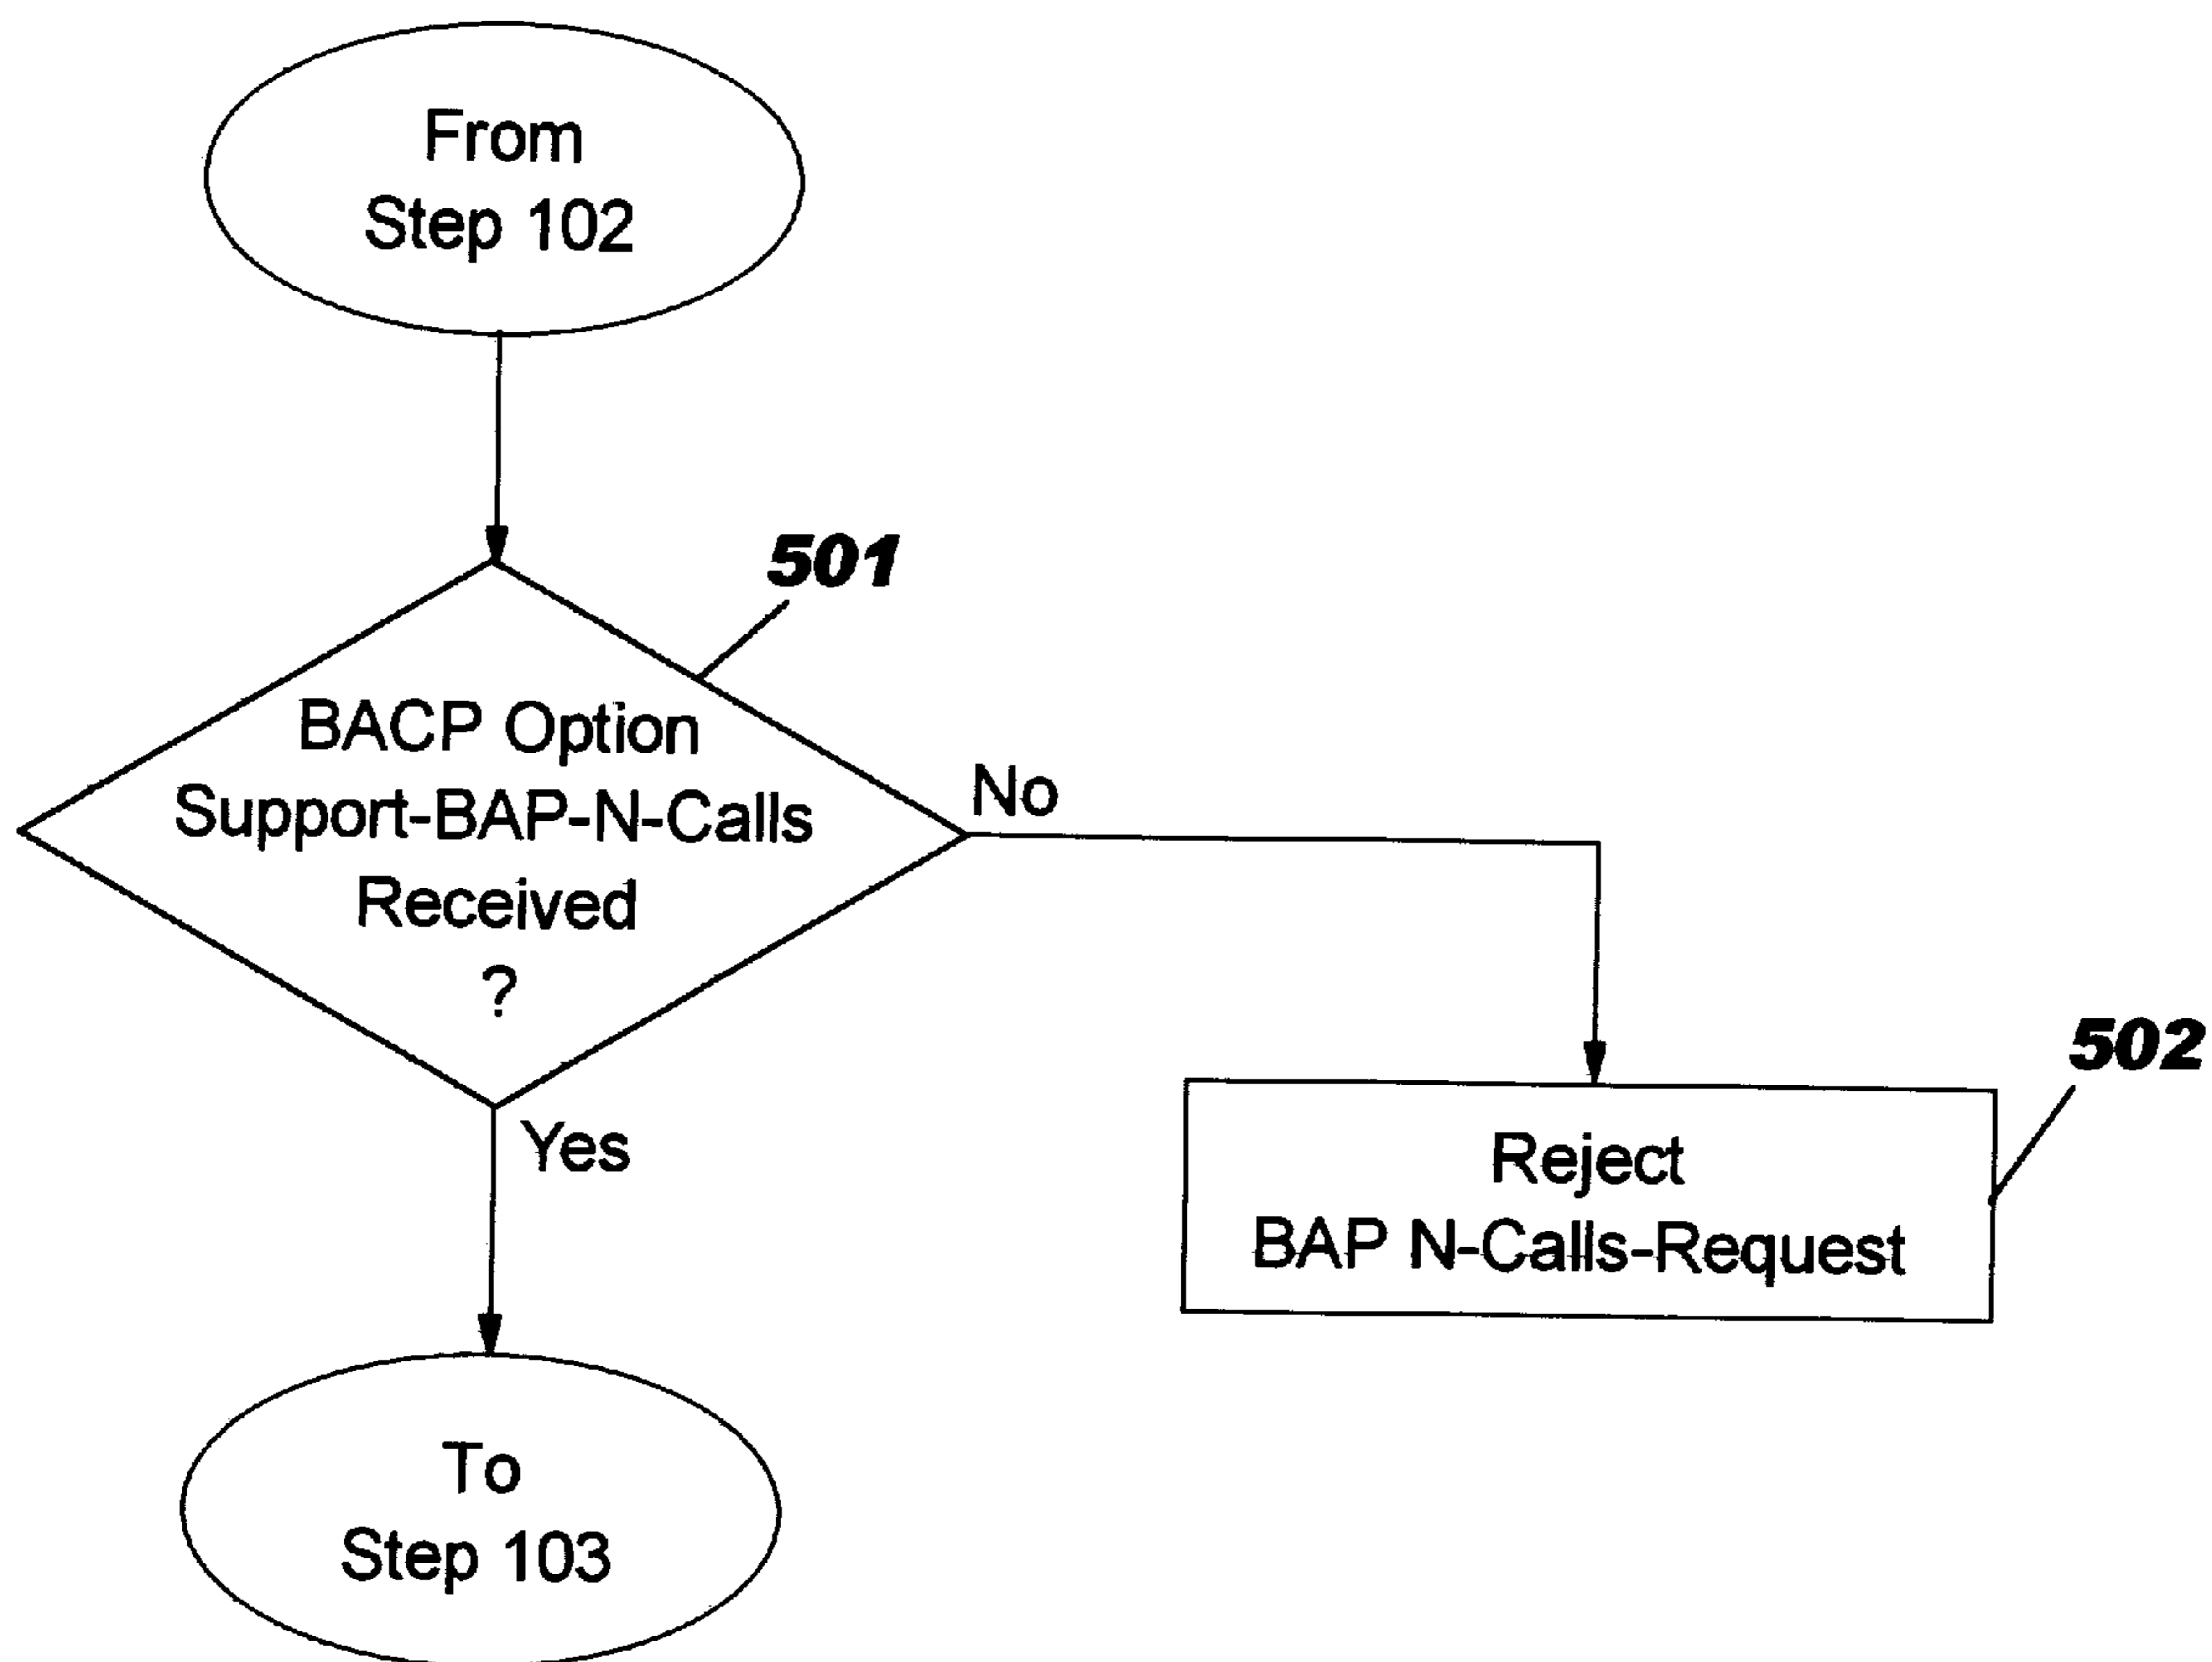 From
Step 102
501
BACP Option
Support-BAP-N-Calls
Received
?
No
Yes
502
Reject
BAP N-Calls-Request
To
Step 103